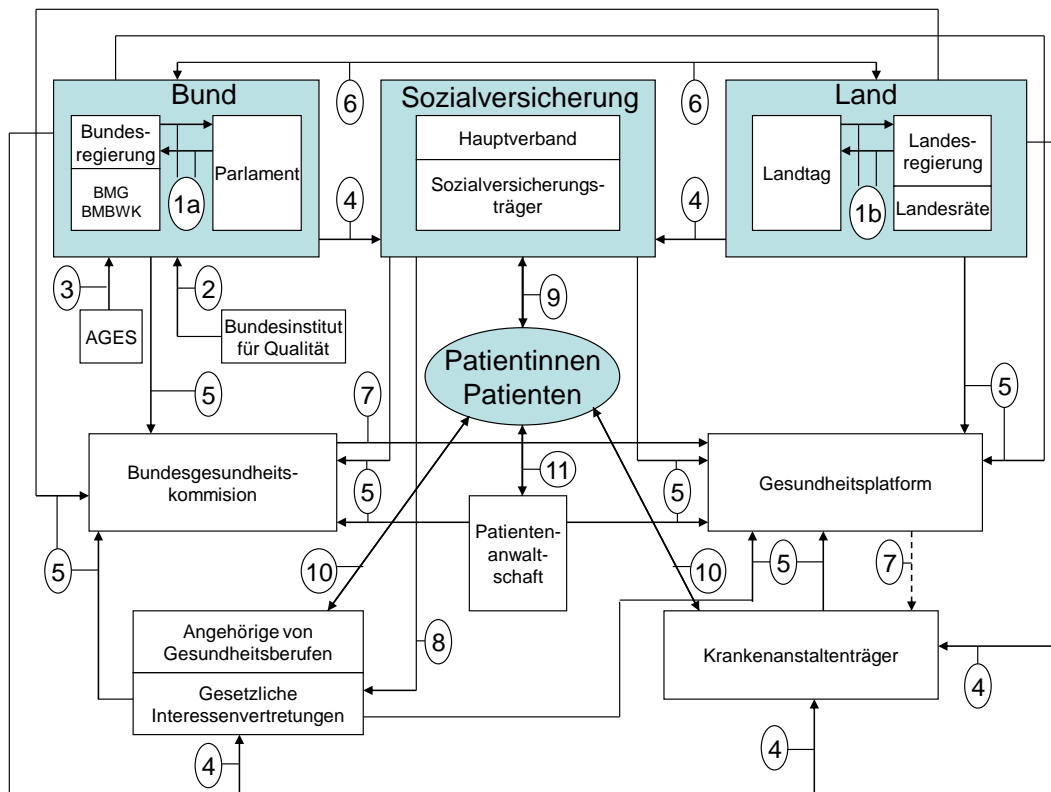 6
6
Bund
Sozialversicherung
Land
Bundes-
regierung
BMG
BMBWK
1a
Parlament
4
Hauptverband
Sozialversicherungs-
träger
4
Landtag
1b
Landes-
regierung
Landesräte
3
2
9
AGES
Bundesinstitut
für Qualität
Patientinnen
Patienten
5
7
5
Bundesgesundheits-
kommision
5
11
5
Gesundheitsplatform
5
5
Patienten-
anwalt-
schaft
5
10
10
5
7
Angehörige von
Gesundheitsberufen
8
Krankenanstaltenträger
Gesetzliche
Interessenvertretungen
4
4
4